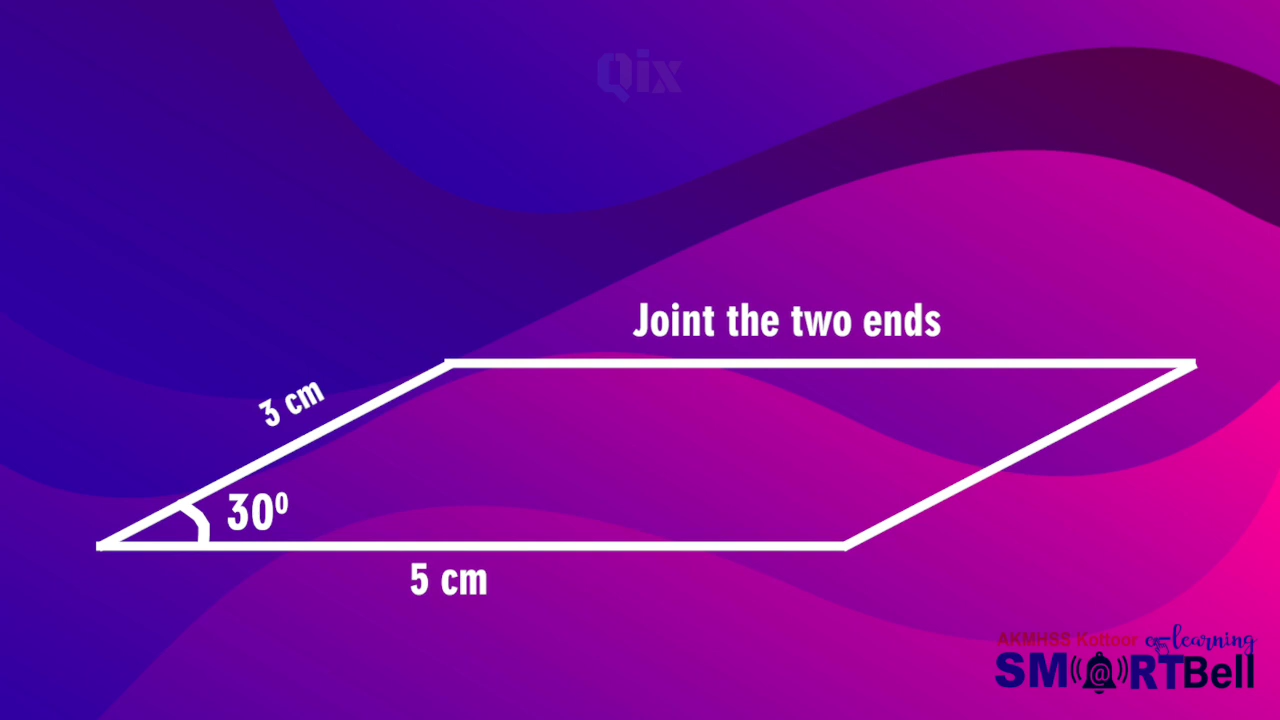 Qix
Joint the two ends
3 cm
30⁰
5 cm
AKMHSS Kottoor e-learning
SM((@))RTBell